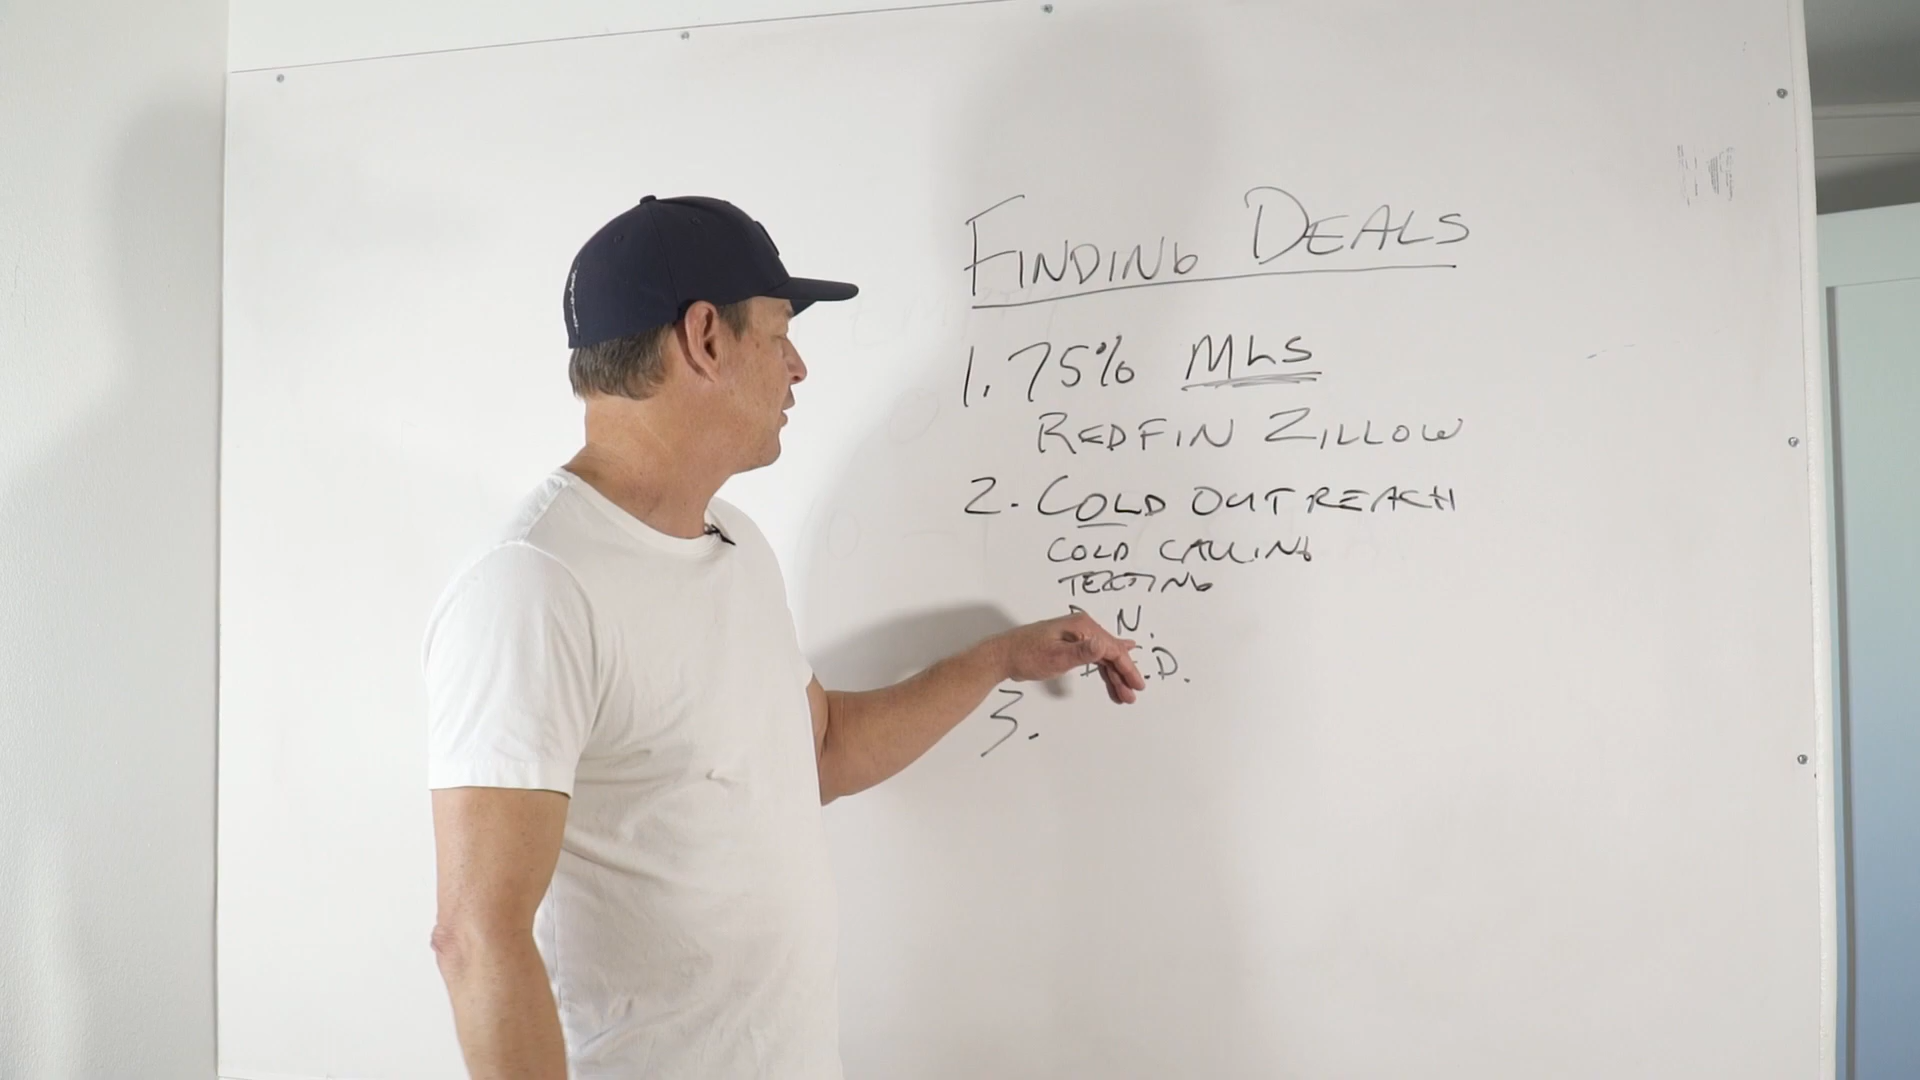 FINDING DEALS
1. 75% MLS
REDFIN ZILLOW
2. COLD OUTREACH
COLD CALLING
TEXTING
N.
.D.
3.